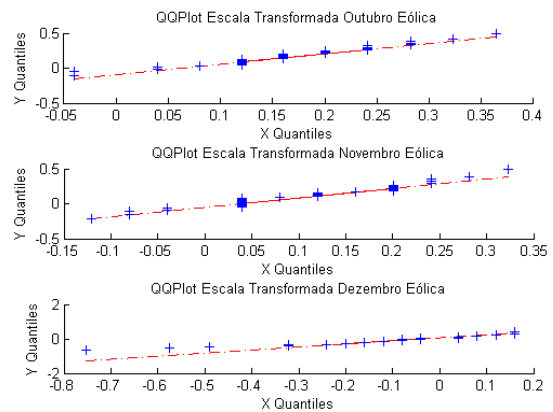 QQPlot Escala Transformada Outubro Eólica
0.5
0
-0.5
Y Quantiles
-0.05 0 0.05 0.1 0.15 0.2 0.25 0.3 0.35 0.4
X Quantiles
QQPlot Escala Transformada Novembro Eólica
0.5
0
-0.5
Y Quantiles
-0.15 -0.1 -0.05 0 0.05 0.1 0.15 0.2 0.25 0.3 0.35
X Quantiles
QQPlot Escala Transformada Dezembro Eólica
2
0
-2
Y Quantiles
-0.8 -0.7 -0.6 -0.5 -0.4 -0.3 -0.2 -0.1 0 0.1 0.2
X Quantiles